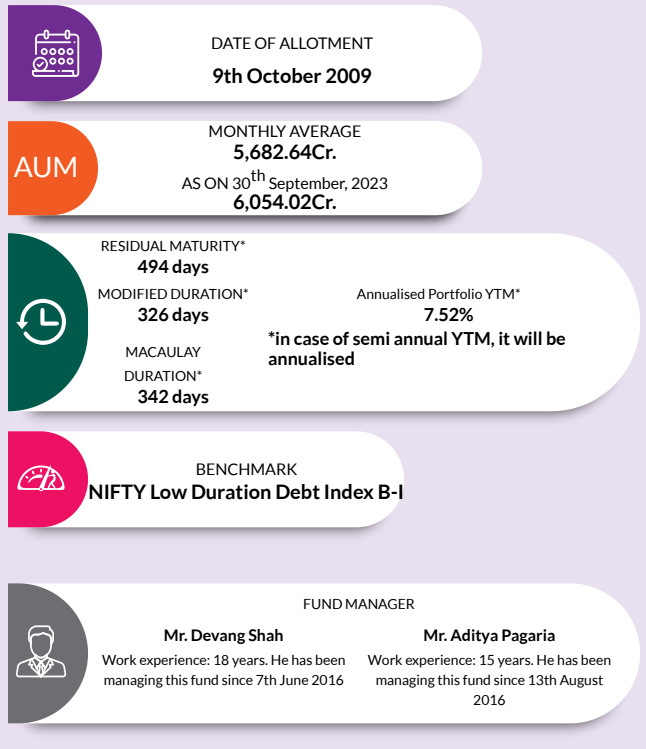 DATE OF ALLOTMENT
9th October 2009
AUM
MONTHLY AVERAGE
5,682.64Cr.
AS ON 30th September, 2023
6,054.02Cr.
RESIDUAL MATURITY*
494 days
MODIFIED DURATION*
326 days
MACAULAY
DURATION*
342 days
Annualised Portfolio YTM*
7.52%
*in case of semi annual YTM, it will be
annualised
BENCHMARK
NIFTY Low Duration Debt Index B-I
FUND MANAGER
Mr. Devang Shah
Work experience: 18 years. He has been
managing this fund since 7th June 2016
Mr. Aditya Pagaria
Work experience: 15 years. He has been
managing this fund since 13th August
2016